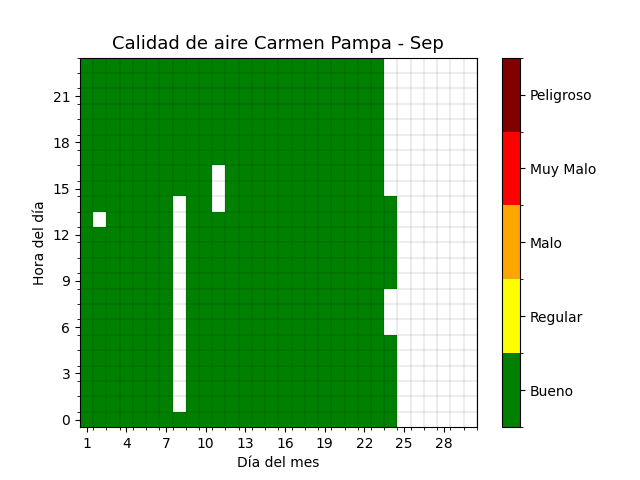 Calidad de aire Carmen Pampa - Sep
Hora del día
21
18
15
12
9
6
3
0
1 4 7 10 13 16 19 22 25 28
Día del mes
Peligroso
Muy Malo
Malo
Regular
Bueno